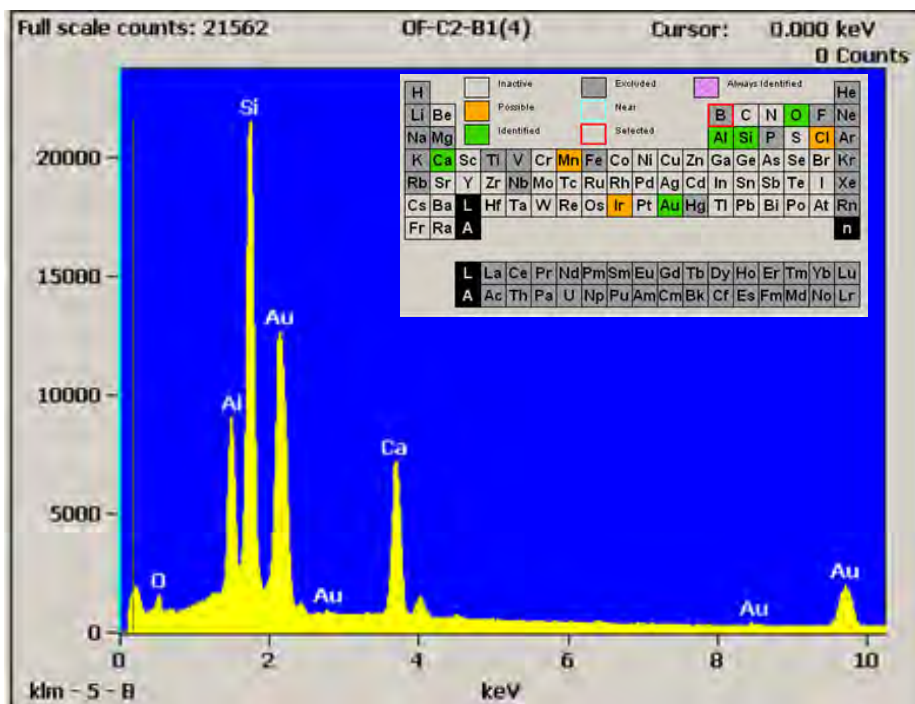 Full scale counts: 21562 OF-C2-B1(4) Cursor: 0.000 keV
0 Counts
Inactive Excluded Always Identified
Possible Near
Identified Selected
H He
Li Be B C N O F Ne
Na Mg Al Si P S Cl Ar
K Ca Sc Ti V Cr Mn Fe Co Ni Cu Zn Ga Ge As Se Br Kr
Rb Sr Y Zr Nb Mo Tc Ru Rh Pd Ag Cd In Sn Sb Te I Xe
Cs Ba L Hf Ta W Re Os Ir Pt Au Hg Tl Pb Bi Po At Rn
Fr Ra A n
L La Ce Pr Nd Pm Sm Eu Gd Tb Dy Ho Er Tm Yb Lu
A Ac Th Pa U Np Pu Am Cm Bk Cf Es Fm Md No Lr
Si
20000
15000
Au
10000
Al
Ca
5000
O
Au
Au
Au
0
0 2 4 6 8 10
klm - 5 - B keV